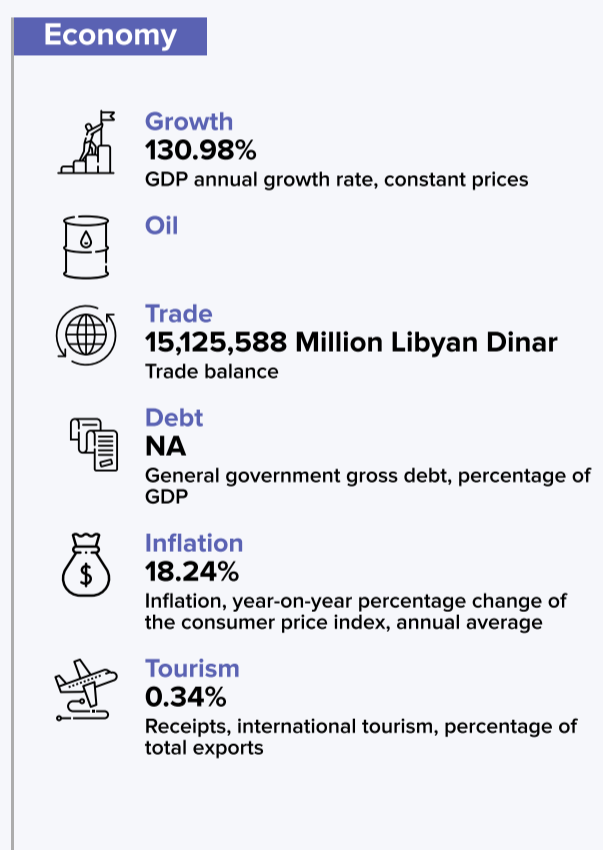 Economy
Growth
130.98%
GDP annual growth rate, constant prices
Oil
Trade
15,125,588 Million Libyan Dinar
Trade balance
Debt
NA
General government gross debt, percentage of
GDP
$
Inflation
18.24%
Inflation, year-on-year percentage change of
the consumer price index, annual average
Tourism
0.34%
Receipts, international tourism, percentage of
total exports